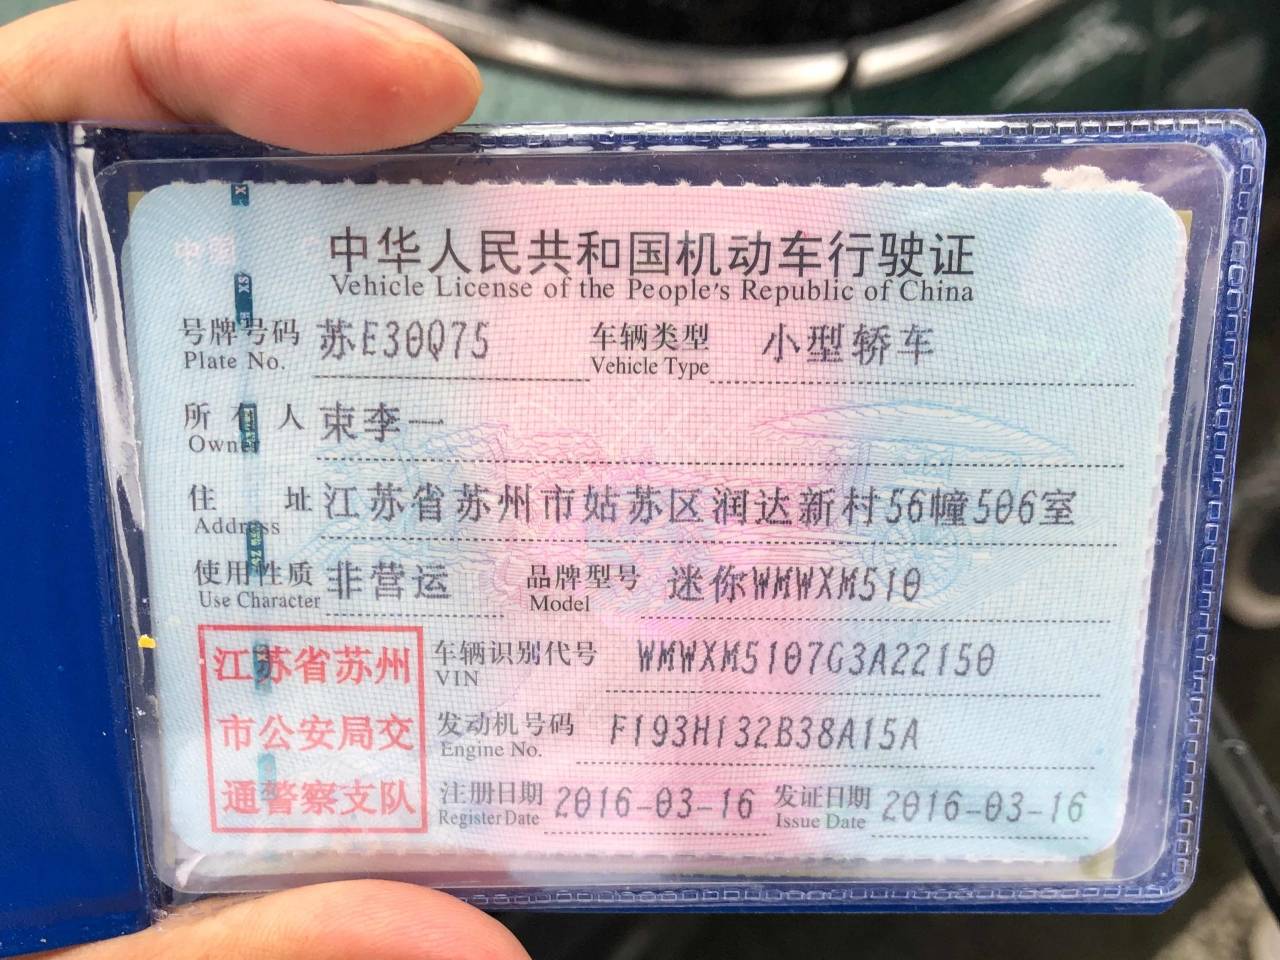 中华人民共和国机动车行驶证
Vehicle License of the People's Republic of China
号牌号码 苏E30Q75 车辆类型 小型轿车
Plate No. Vehicle Type
所有人 束李一
Owner
住址 江苏省苏州市姑苏区润达新村56幢506室
Address
使用性质 非营运 品牌型号 迷你WMWXM510
Use Character Model
江苏省苏州
市公安局交
通警察支队
车辆识别代号 WMWXM5107G3A22150
VIN
发动机号码 F193H132B38A15A
Engine No.
注册日期 2016-03-16 发证日期 2016-03-16
Register Date Issue Date